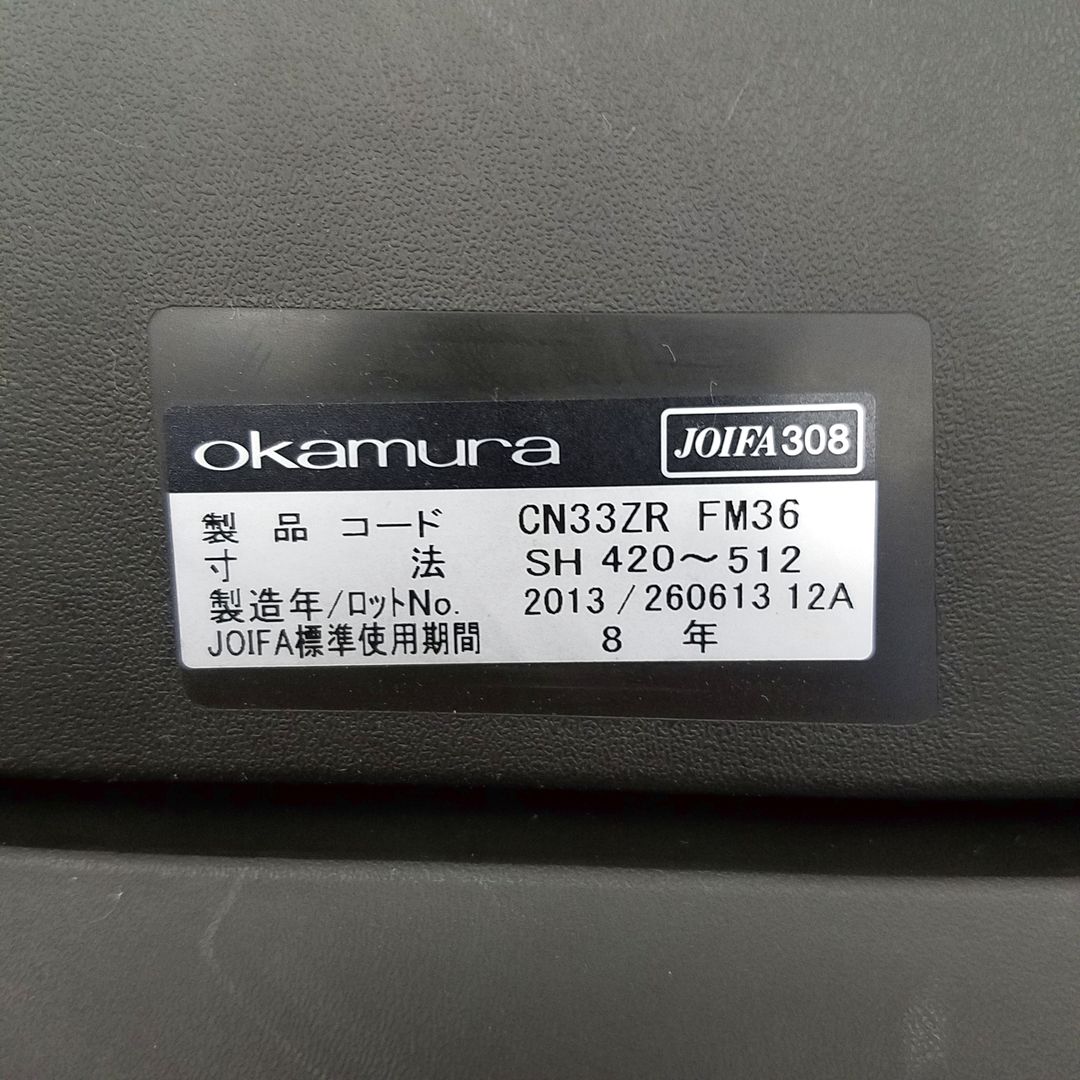 okamura JOIFA308
製品コード CN33ZR FM36
寸法 SH 420～512
製造年/ロットNo. 2013/260613 12A
JOIFA標準使用期間 8 年